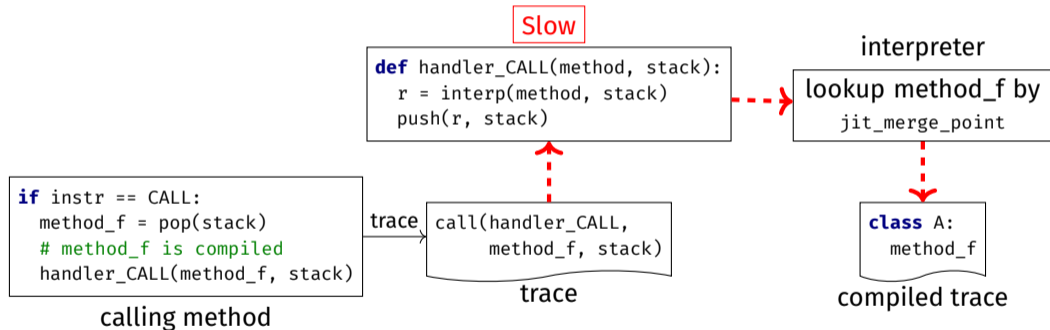 Slow
def handler_CALL(method, stack):
  r = interp(method, stack)
  push(r, stack)
interpreter
lookup method_f by
jit_merge_point
if instr == CALL:
  method_f = pop(stack)
  # method_f is compiled
  handler_CALL(method_f, stack)
calling method
trace
call(handler_CALL,
     method_f, stack)
trace
class A:
  method_f
compiled trace